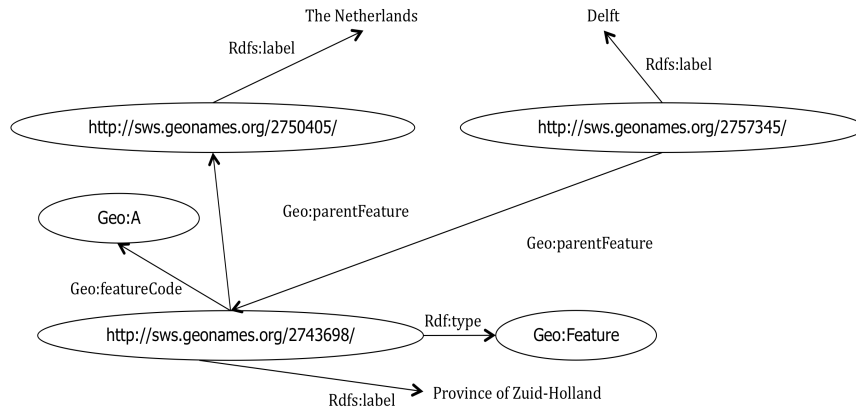 The Netherlands
Delft
Rdfs:label
Rdfs:label
http://sws.geonames.org/2750405/
http://sws.geonames.org/2757345/
Geo:A
Geo:parentFeature
Geo:parentFeature
Geo:featureCode
http://sws.geonames.org/2743698/
Rdf:type
Geo:Feature
Rdfs:label
Province of Zuid-Holland